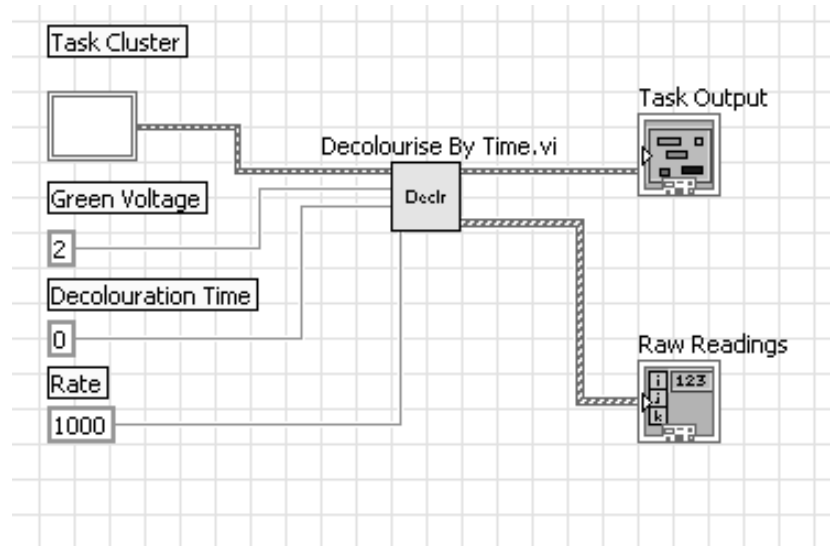 Task Cluster
Task Output
Decolourise By Time.vi
Declr
Green Voltage
2
Decolouration Time
0
Raw Readings
i 123
j
k
Rate
1000